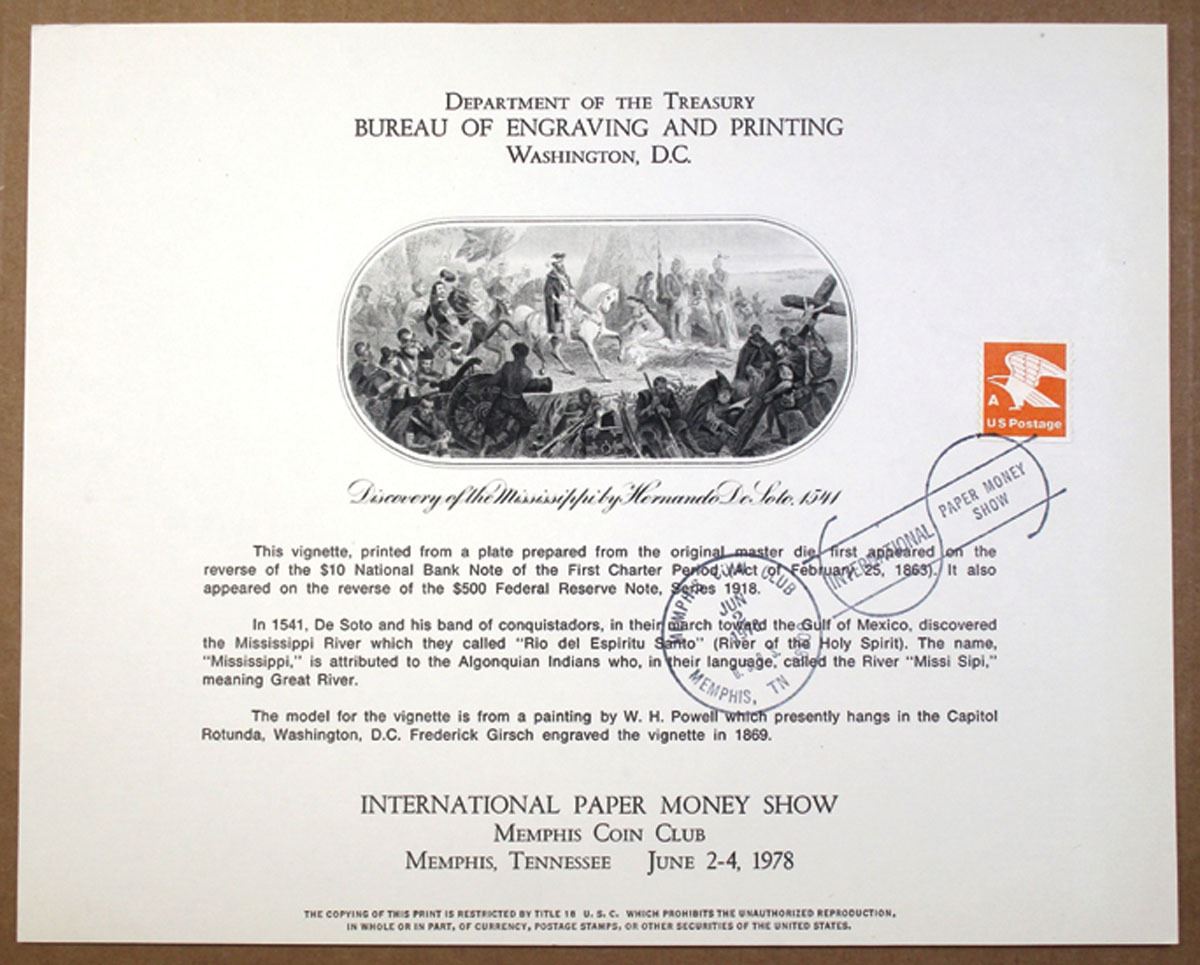 Department of the Treasury
BUREAU OF ENGRAVING AND PRINTING
Washington, D.C.
Discovery of the Mississippi by Hernando De Soto, 1541
A
US Postage
PAPER MONEY
SHOW
INTERNATIONAL
This vignette, printed from a plate prepared from the original master die, first appeared on the
reverse of the $10 National Bank Note of the First Charter Period (Act of February 25, 1863). It also
appeared on the reverse of the $500 Federal Reserve Note, Series 1918.
In 1541, De Soto and his band of conquistadors, in their march toward the Gulf of Mexico, discovered
the Mississippi River which they called "Rio del Espiritu Santo" (River of the Holy Spirit). The name,
"Mississippi," is attributed to the Algonquian Indians who, in their language, called the River "Missi Sipi,"
meaning Great River.
MEMPHIS COIN CLUB
JUN
2
1978
MEMPHIS, TN
The model for the vignette is from a painting by W. H. Powell which presently hangs in the Capitol
Rotunda, Washington, D.C. Frederick Girsch engraved the vignette in 1869.
INTERNATIONAL PAPER MONEY SHOW
Memphis Coin Club
Memphis, Tennessee June 2-4, 1978
THE COPYING OF THIS PRINT IS RESTRICTED BY TITLE 18 U. S. C. WHICH PROHIBITS THE UNAUTHORIZED REPRODUCTION,
IN WHOLE OR IN PART, OF CURRENCY, POSTAGE STAMPS, OR OTHER SECURITIES OF THE UNITED STATES.